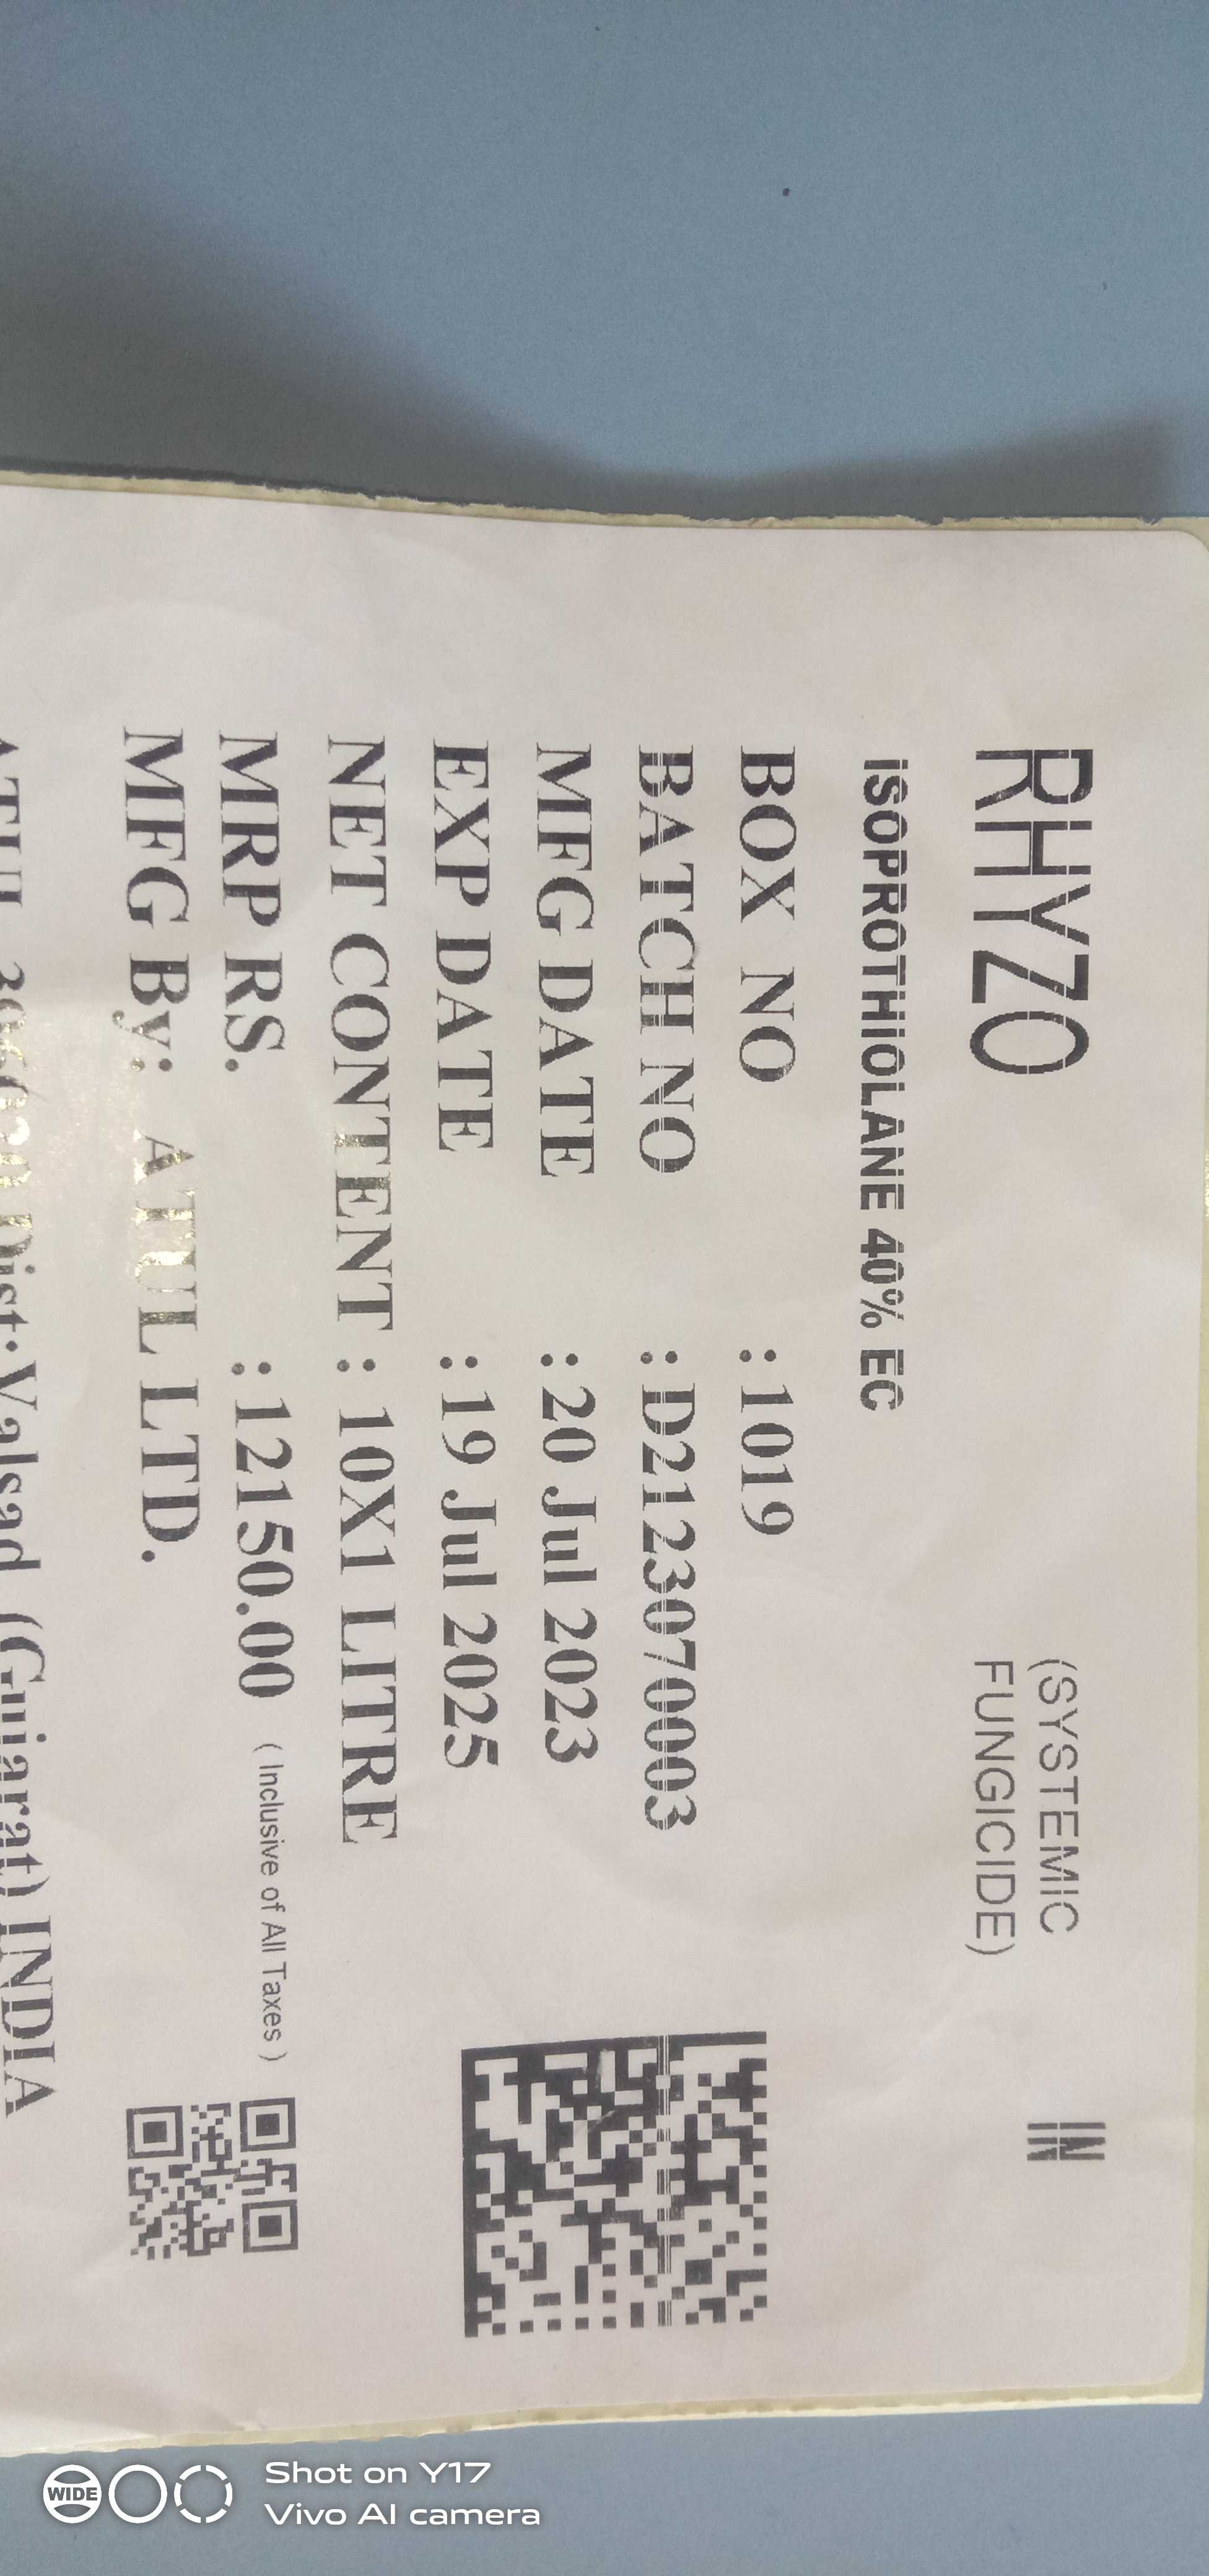 RHYZO
(SYSTEMIC
FUNGICIDE)
IN
ISOPROTHIOLANE 40% EC
BOX NO : 1019
BATCH NO : D2123070003
MFG DATE : 20 Jul 2023
EXP DATE : 19 Jul 2025
NET CONTENT : 10X1 LITRE
MRP RS. : 12150.00 ( Inclusive of All Taxes )
MFG By: ATUL LTD.
ATUL Dist:Valsad (Gujarat) INDIA
WIDE
Shot on Y17
Vivo AI camera